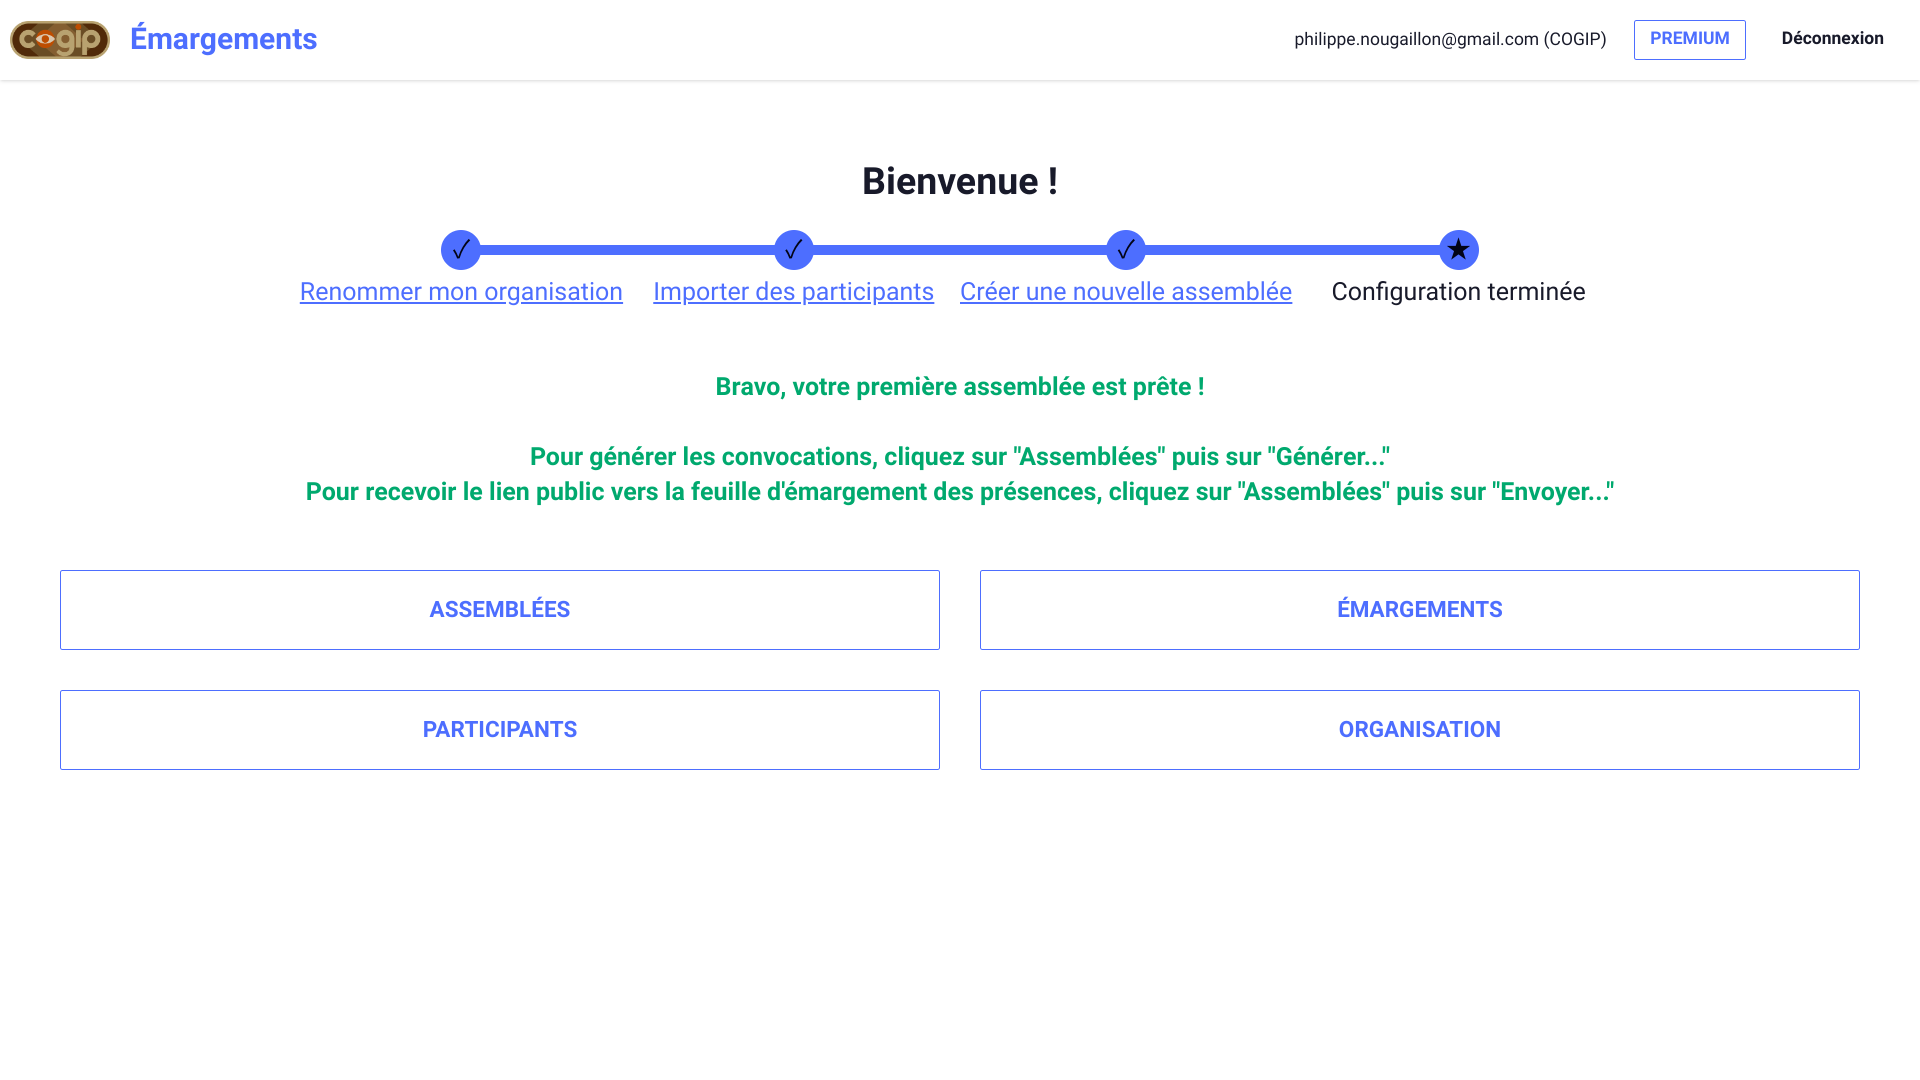 cogip Émargements philippe.nougaillon@gmail.com (COGIP) PREMIUM Déconnexion
Bienvenue !
✓ ✓ ✓ ★
Renommer mon organisation Importer des participants Créer une nouvelle assemblée Configuration terminée
Bravo, votre première assemblée est prête !
Pour générer les convocations, cliquez sur "Assemblées" puis sur "Générer..."
Pour recevoir le lien public vers la feuille d'émargement des présences, cliquez sur "Assemblées" puis sur "Envoyer..."
ASSEMBLÉES ÉMARGEMENTS
PARTICIPANTS ORGANISATION